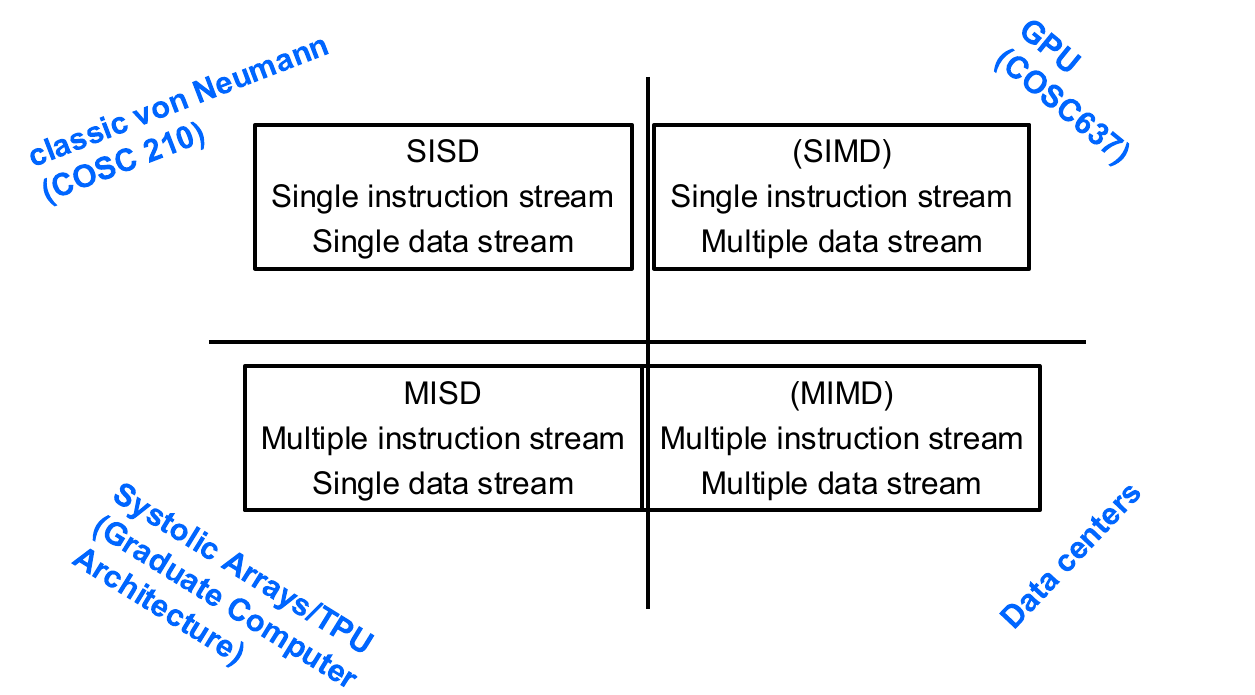 classic von Neumann
(COSC 210)
GPU
(COSC637)
SISD
Single instruction stream
Single data stream
(SIMD)
Single instruction stream
Multiple data stream
MISD
Multiple instruction stream
Single data stream
(MIMD)
Multiple instruction stream
Multiple data stream
Systolic Arrays/TPU
(Graduate Computer
Architecture)
Data centers